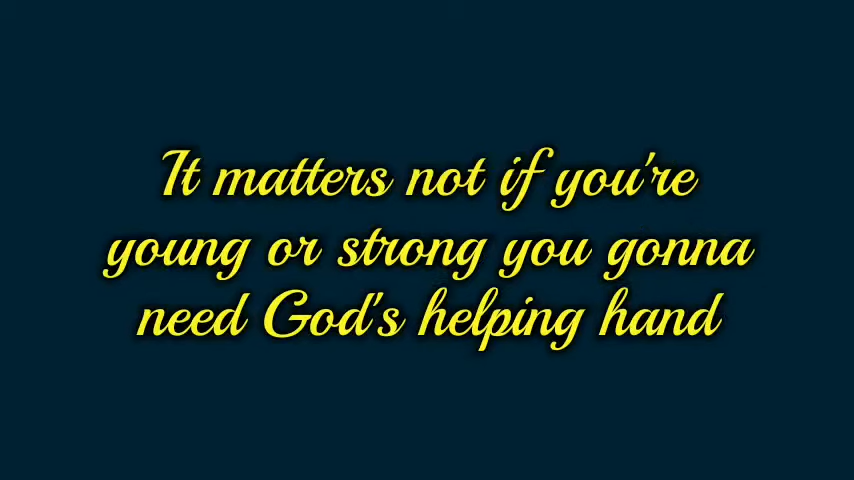 It matters not if you're
young or strong you gonna
need God's helping hand